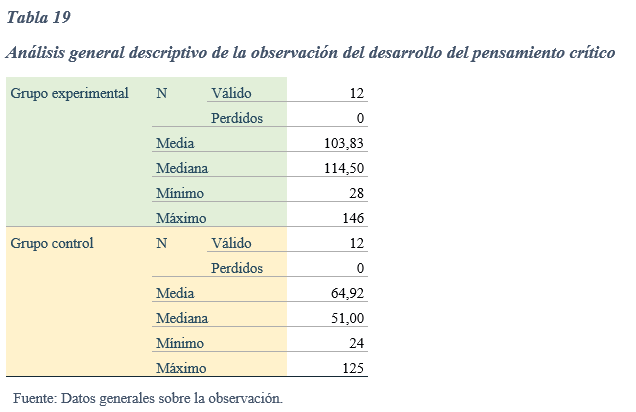 Tabla 19
Análisis general descriptivo de la observación del desarrollo del pensamiento crítico
Grupo experimental N Válido 12
Perdidos 0
Media 103,83
Mediana 114,50
Mínimo 28
Máximo 146
Grupo control N Válido 12
Perdidos 0
Media 64,92
Mediana 51,00
Mínimo 24
Máximo 125
Fuente: Datos generales sobre la observación.